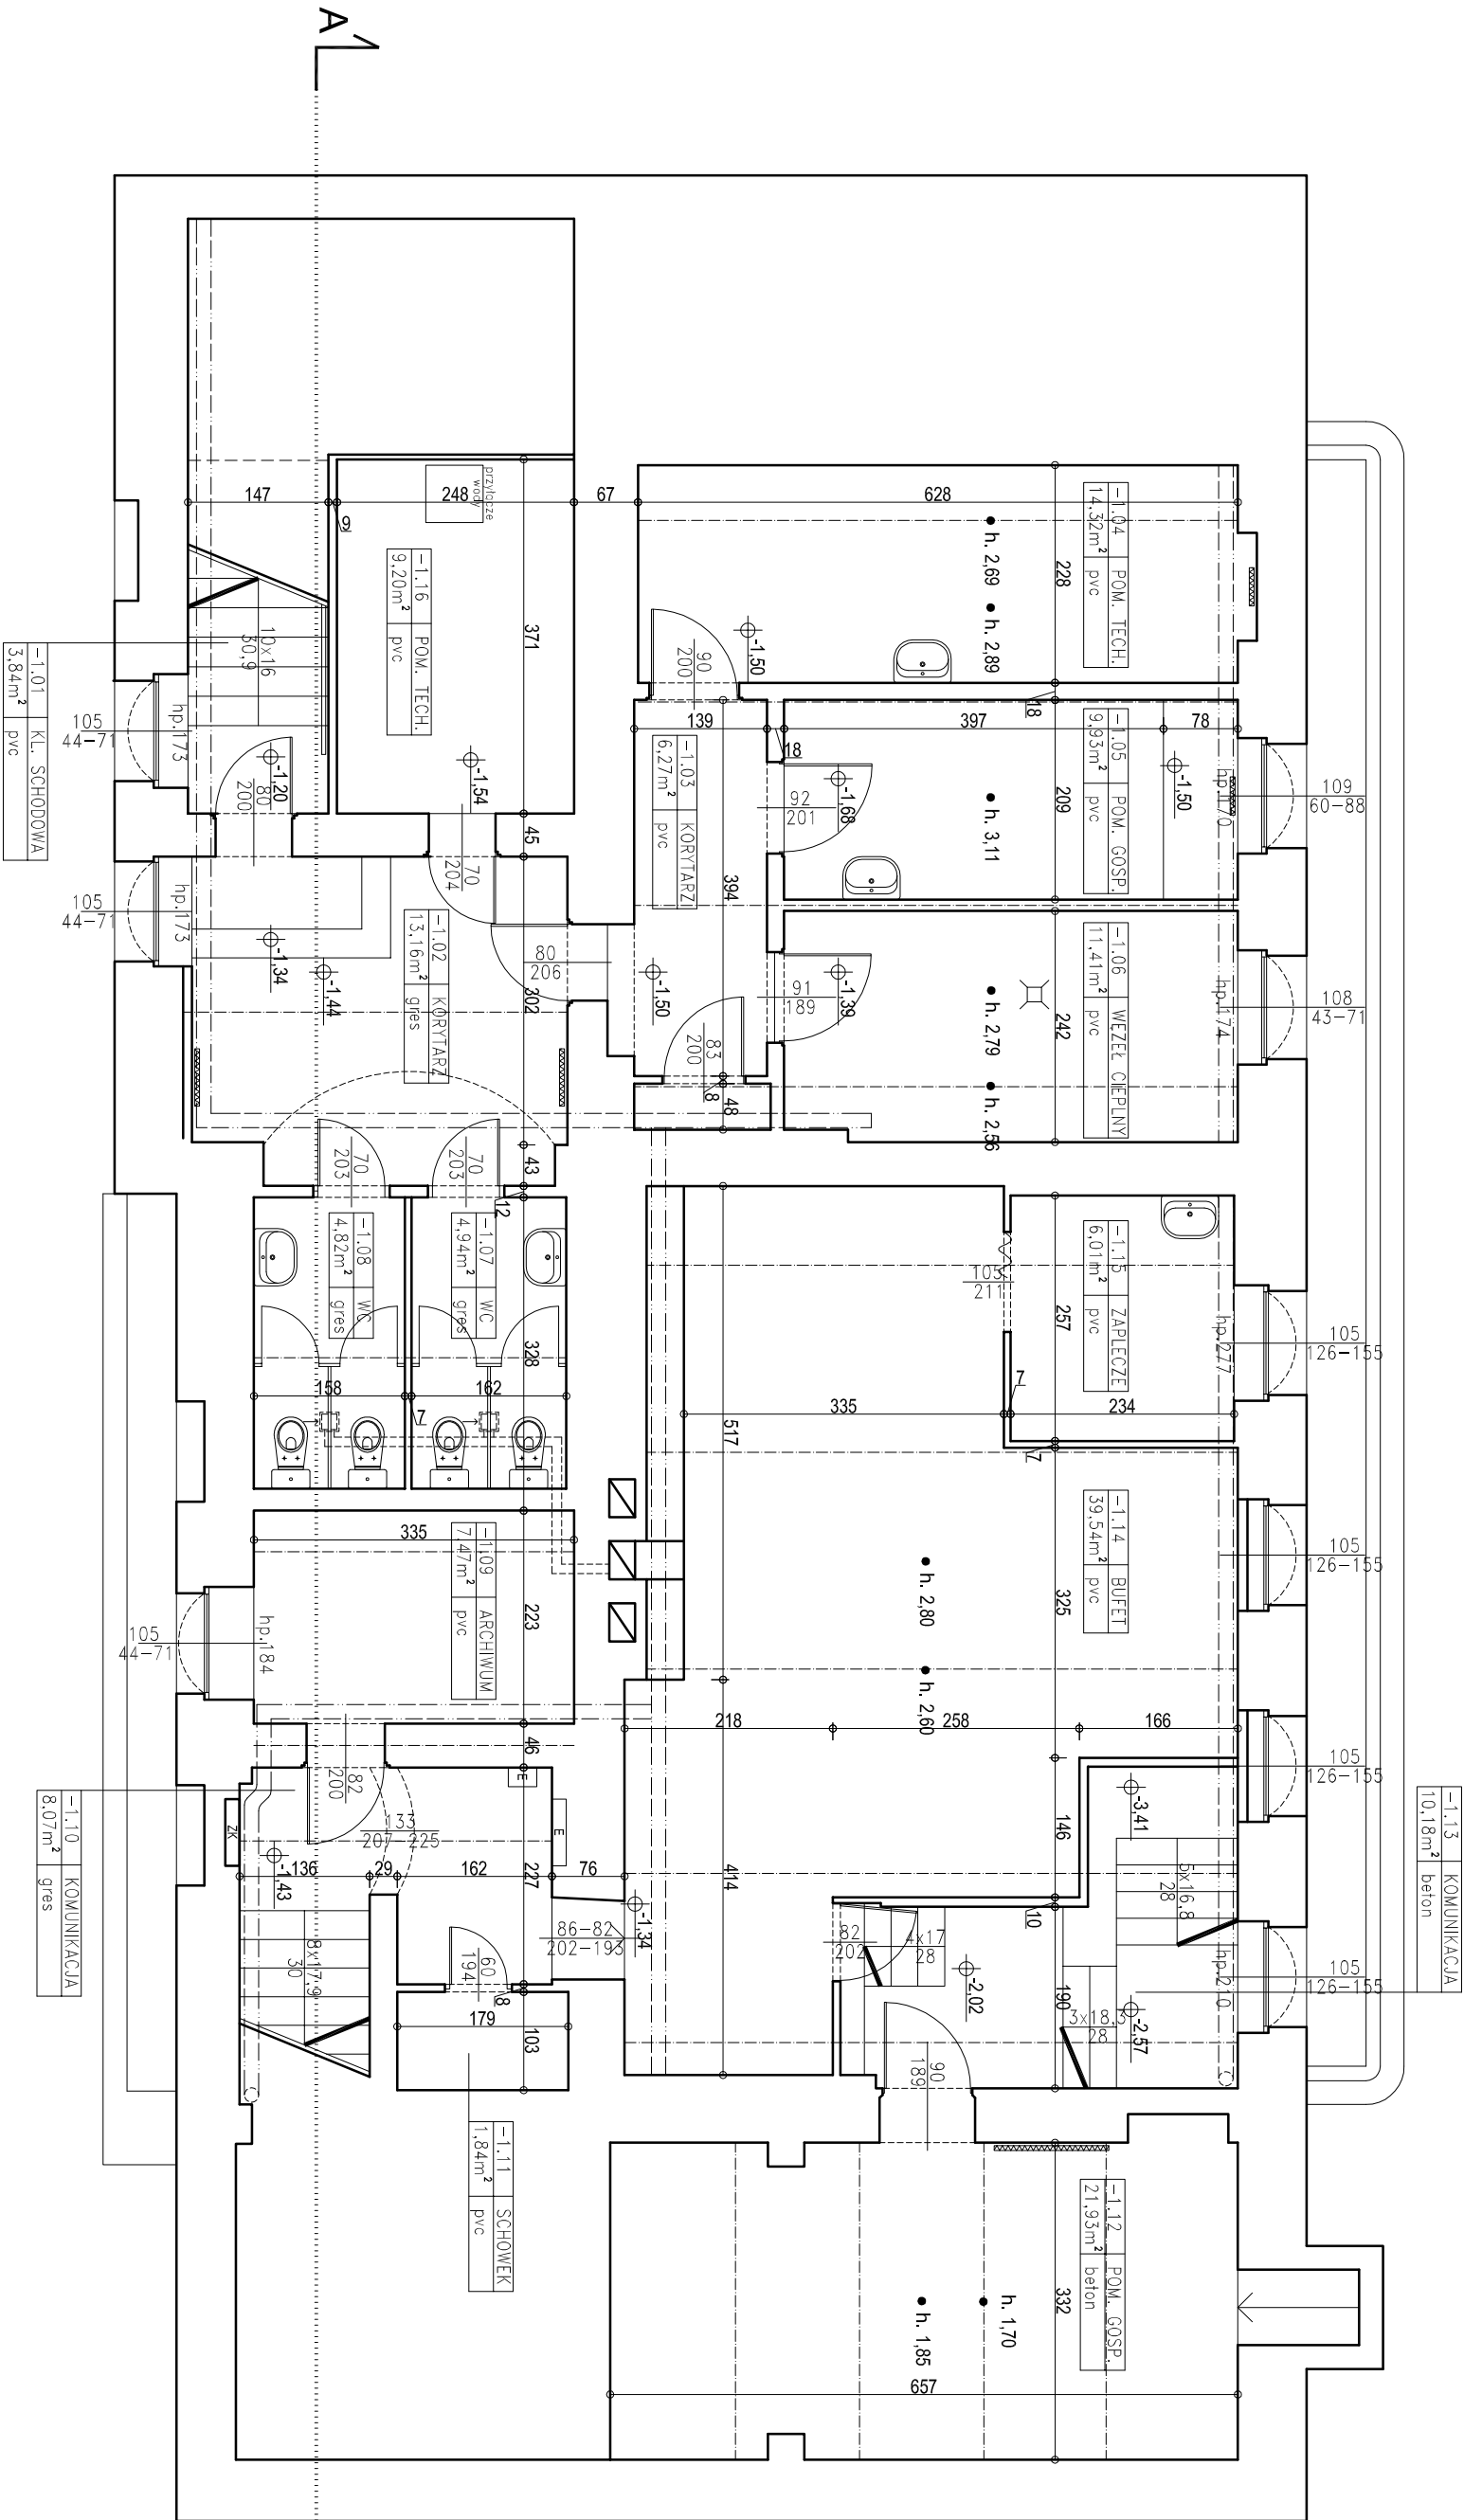 A
-1.01 KL. SCHODOWA
3,84m² pvc
-1.16 POM. TECH.
9,20m² pvc
przyłącze
wody
-1.04 POM. TECH.
14,32m² pvc
-1.03 KORYTARZ
6,27m² pvc
-1.05 POM. GOSP.
9,93m² pvc
-1.06 WĘZEŁ CIEPLNY
11,41m² pvc
-1.02 KORYTARZ
13,16m² gres
-1.08 WC
4,82m² gres
-1.07 WC
4,94m² gres
-1.15 ZAPLECZE
6,01m² pvc
-1.14 BUFET
39,54m² pvc
-1.09 ARCHIWUM
7,47m² pvc
-1.10 KOMUNIKACJA
8,07m² gres
-1.13 KOMUNIKACJA
10,18m² beton
-1.11 SCHOWEK
1,84m² pvc
-1.12 POM. GOSP.
21,93m² beton
147
9
248
67
628
371
228
h. 2,69
h. 2,89
-1,50
90
200
10x16
30,9
hp.173
105
44-71
-1,20
80
200
-1,54
45
70
204
139
18
397
78
18
209
-1,50
-1,68
92
201
h. 3,11
hp.170
109
60-88
394
hp.173
105
44-71
-1,34
-1,44
302
80
206
-1,50
91
189
-1,39
83
200
8
48
h. 2,79
h. 2,56
242
hp.174
108
43-71
43
12
70
203
70
203
328
158
7
162
335
7
234
517
257
7
105
211
hp.277
105
126-155
335
223
hp.184
105
44-71
h. 2,80
h. 2,60
325
105
126-155
218
258
166
105
126-155
46
82
200
E
E
ZK
133
207-225
-1,43
136
29
162
227
76
-1,34
86-82
202-193
8x17,9
30
60
194
8
179
103
414
146
10
190
82
202
4x17
28
-2,02
-3,41
5x16,8
28
3x18,3
28
-2,57
hp.210
105
126-155
90
189
332
h. 1,70
h. 1,85
657